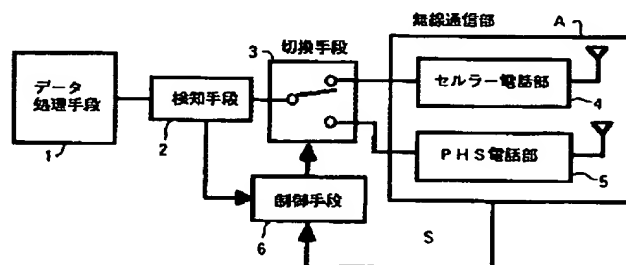 無線通信部
A
3
切換手段
データ
処理手段
1
検知手段
2
セルラー電話部
4
PHS電話部
5
制御手段
6
S